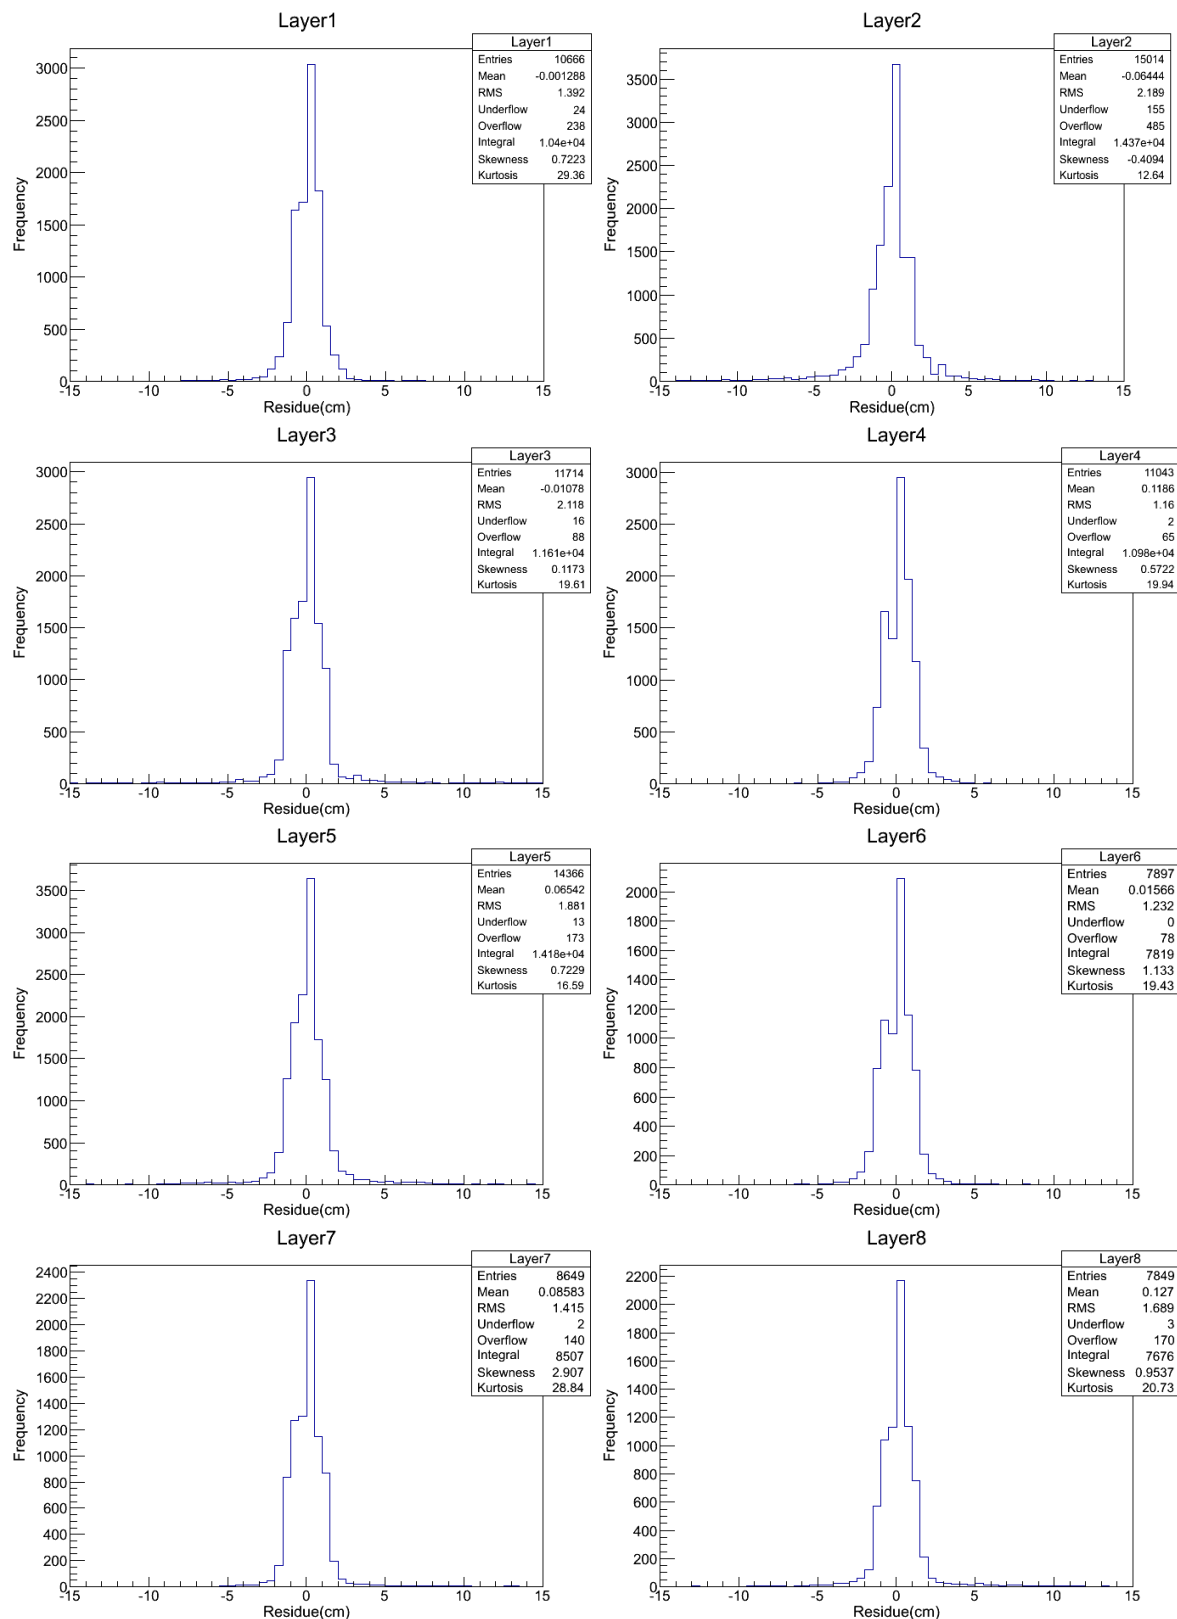 Layer1
Layer1
Entries 10666
Mean -0.001288
RMS 1.392
Underflow 24
Overflow 238
Integral 1.04e+04
Skewness 0.7223
Kurtosis 29.36
Frequency
3000
2500
2000
1500
1000
500
0
-15 -10 -5 0 5 10 15
Residue(cm)
Layer2
Layer2
Entries 15014
Mean -0.06444
RMS 2.189
Underflow 155
Overflow 485
Integral 1.437e+04
Skewness -0.4094
Kurtosis 12.64
Frequency
3500
3000
2500
2000
1500
1000
500
0
-15 -10 -5 0 5 10 15
Residue(cm)
Layer3
Layer3
Entries 11714
Mean -0.01078
RMS 2.118
Underflow 16
Overflow 88
Integral 1.161e+04
Skewness 0.1173
Kurtosis 19.61
Frequency
3000
2500
2000
1500
1000
500
0
-15 -10 -5 0 5 10 15
Residue(cm)
Layer4
Layer4
Entries 11043
Mean 0.1186
RMS 1.16
Underflow 2
Overflow 65
Integral 1.098e+04
Skewness 0.5722
Kurtosis 19.94
Frequency
3000
2500
2000
1500
1000
500
0
-15 -10 -5 0 5 10 15
Residue(cm)
Layer5
Layer5
Entries 14366
Mean 0.06542
RMS 1.881
Underflow 13
Overflow 173
Integral 1.418e+04
Skewness 0.7229
Kurtosis 16.59
Frequency
3500
3000
2500
2000
1500
1000
500
0
-15 -10 -5 0 5 10 15
Residue(cm)
Layer6
Layer6
Entries 7897
Mean 0.01566
RMS 1.232
Underflow 0
Overflow 78
Integral 7819
Skewness 1.133
Kurtosis 19.43
Frequency
2000
1800
1600
1400
1200
1000
800
600
400
200
0
-15 -10 -5 0 5 10 15
Residue(cm)
Layer7
Layer7
Entries 8649
Mean 0.08583
RMS 1.415
Underflow 2
Overflow 140
Integral 8507
Skewness 2.907
Kurtosis 28.84
Frequency
2400
2200
2000
1800
1600
1400
1200
1000
800
600
400
200
0
-15 -10 -5 0 5 10 15
Residue(cm)
Layer8
Layer8
Entries 7849
Mean 0.127
RMS 1.689
Underflow 3
Overflow 170
Integral 7676
Skewness 0.9537
Kurtosis 20.73
Frequency
2200
2000
1800
1600
1400
1200
1000
800
600
400
200
0
-15 -10 -5 0 5 10 15
Residue(cm)